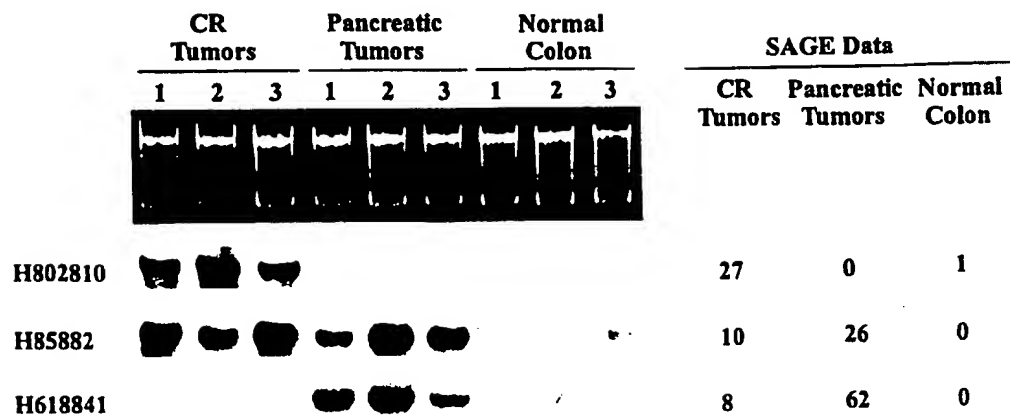 CR Tumors Pancreatic Tumors Normal Colon
SAGE Data
1 2 3 1 2 3 1 2 3
CR Tumors Pancreatic Tumors Normal Colon
H802810 27 0 1
H85882 10 26 0
H618841 8 62 0